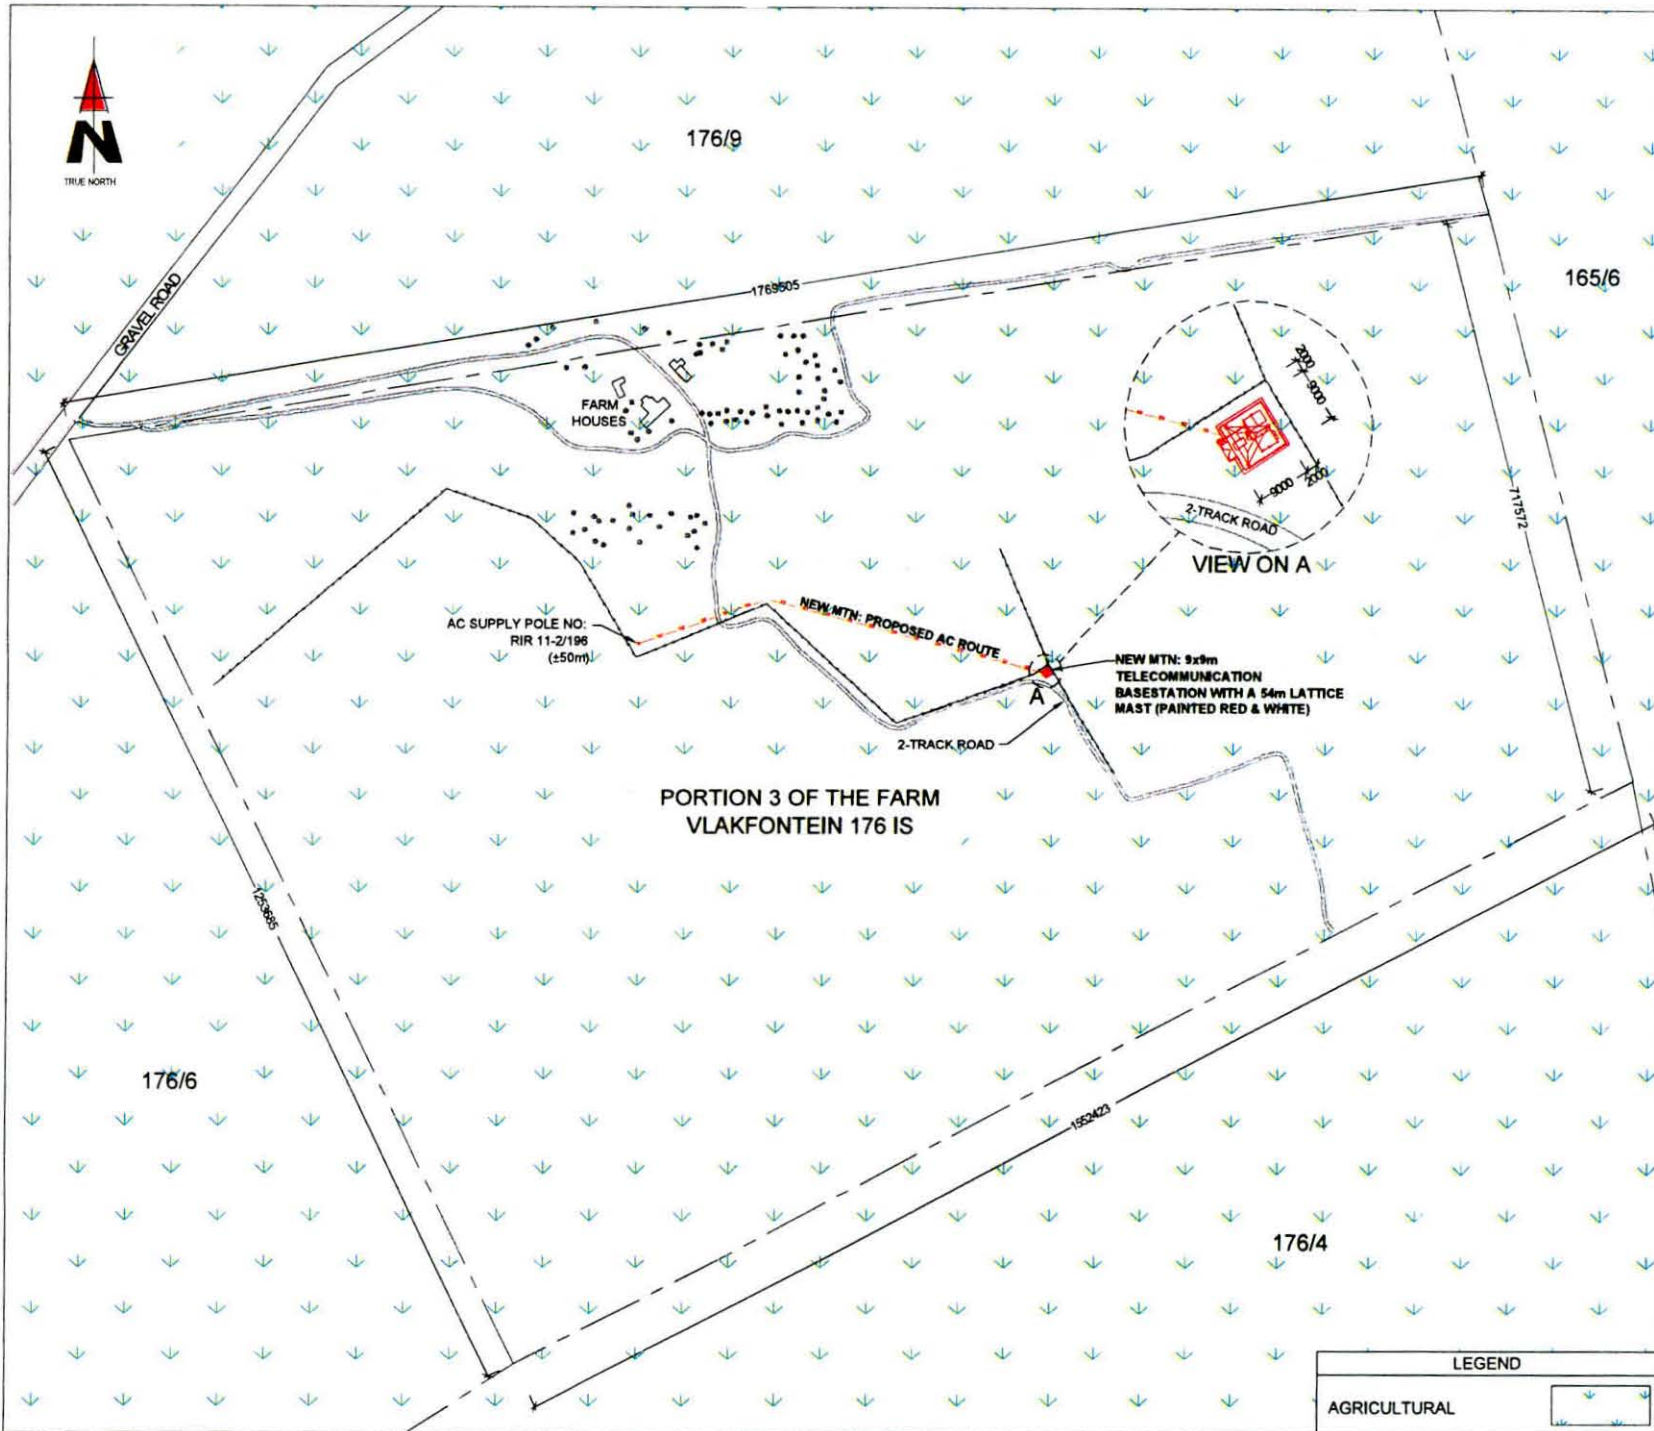 N
TRUE NORTH
176/9
165/6
GRAVEL ROAD
1769505
FARM
HOUSES
2000
9000
9000
2000
2-TRACK ROAD
VIEW ON A
717572
AC SUPPLY POLE NO:
RIR 11-2/196
(±50m)
NEW MTN: PROPOSED AC ROUTE
NEW MTN: 9x9m
TELECOMMUNICATION
BASESTATION WITH A 54m LATTICE
MAST (PAINTED RED & WHITE)
A
2-TRACK ROAD
PORTION 3 OF THE FARM
VLAKFONTEIN 176 IS
1253685
176/6
1552423
176/4
LEGEND
AGRICULTURAL